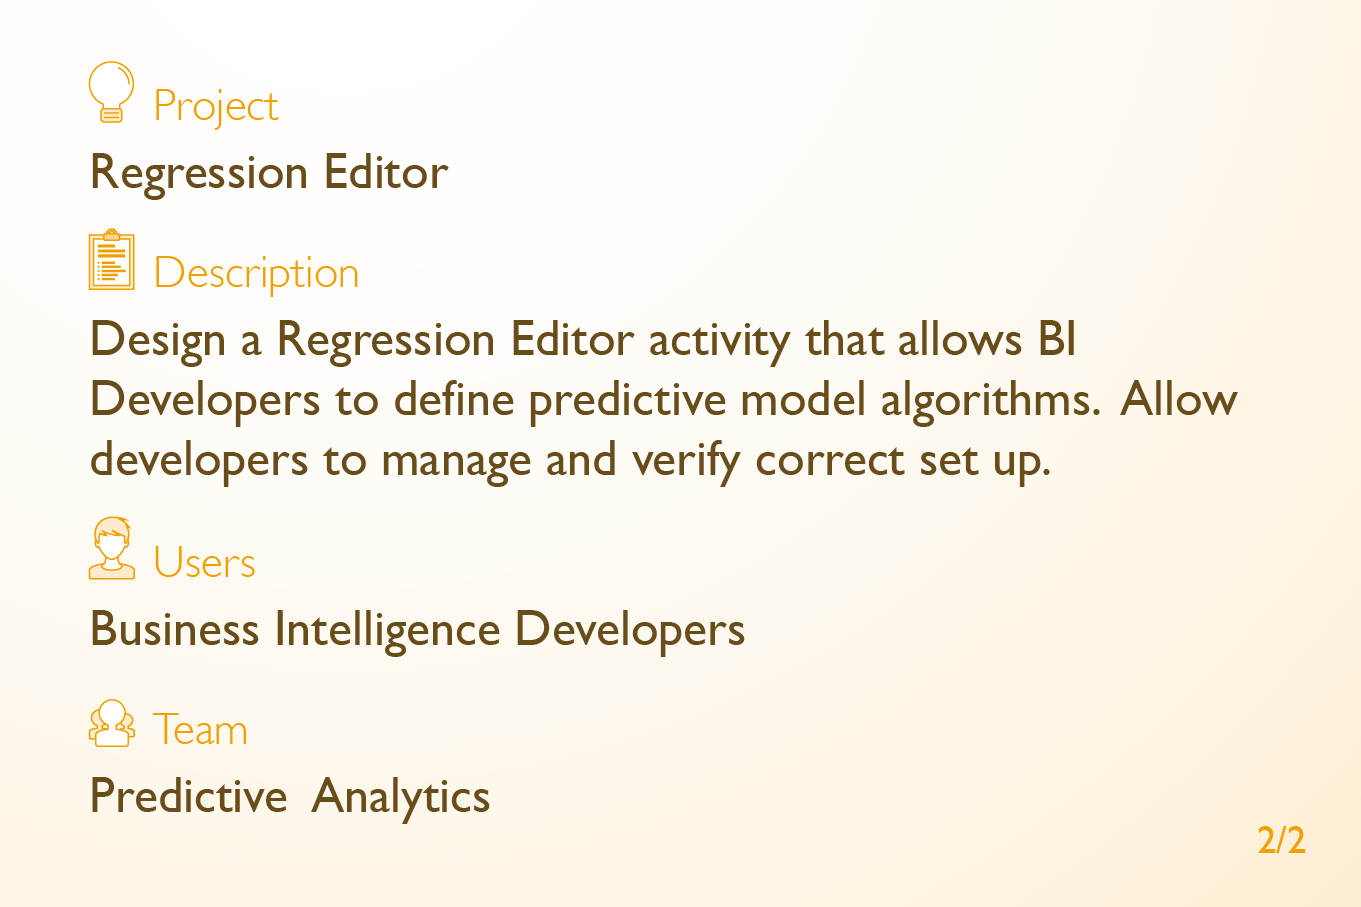 Project
Regression Editor
Description
Design a Regression Editor activity that allows BI
Developers to define predictive model algorithms. Allow
developers to manage and verify correct set up.
Users
Business Intelligence Developers
Team
Predictive Analytics
2/2